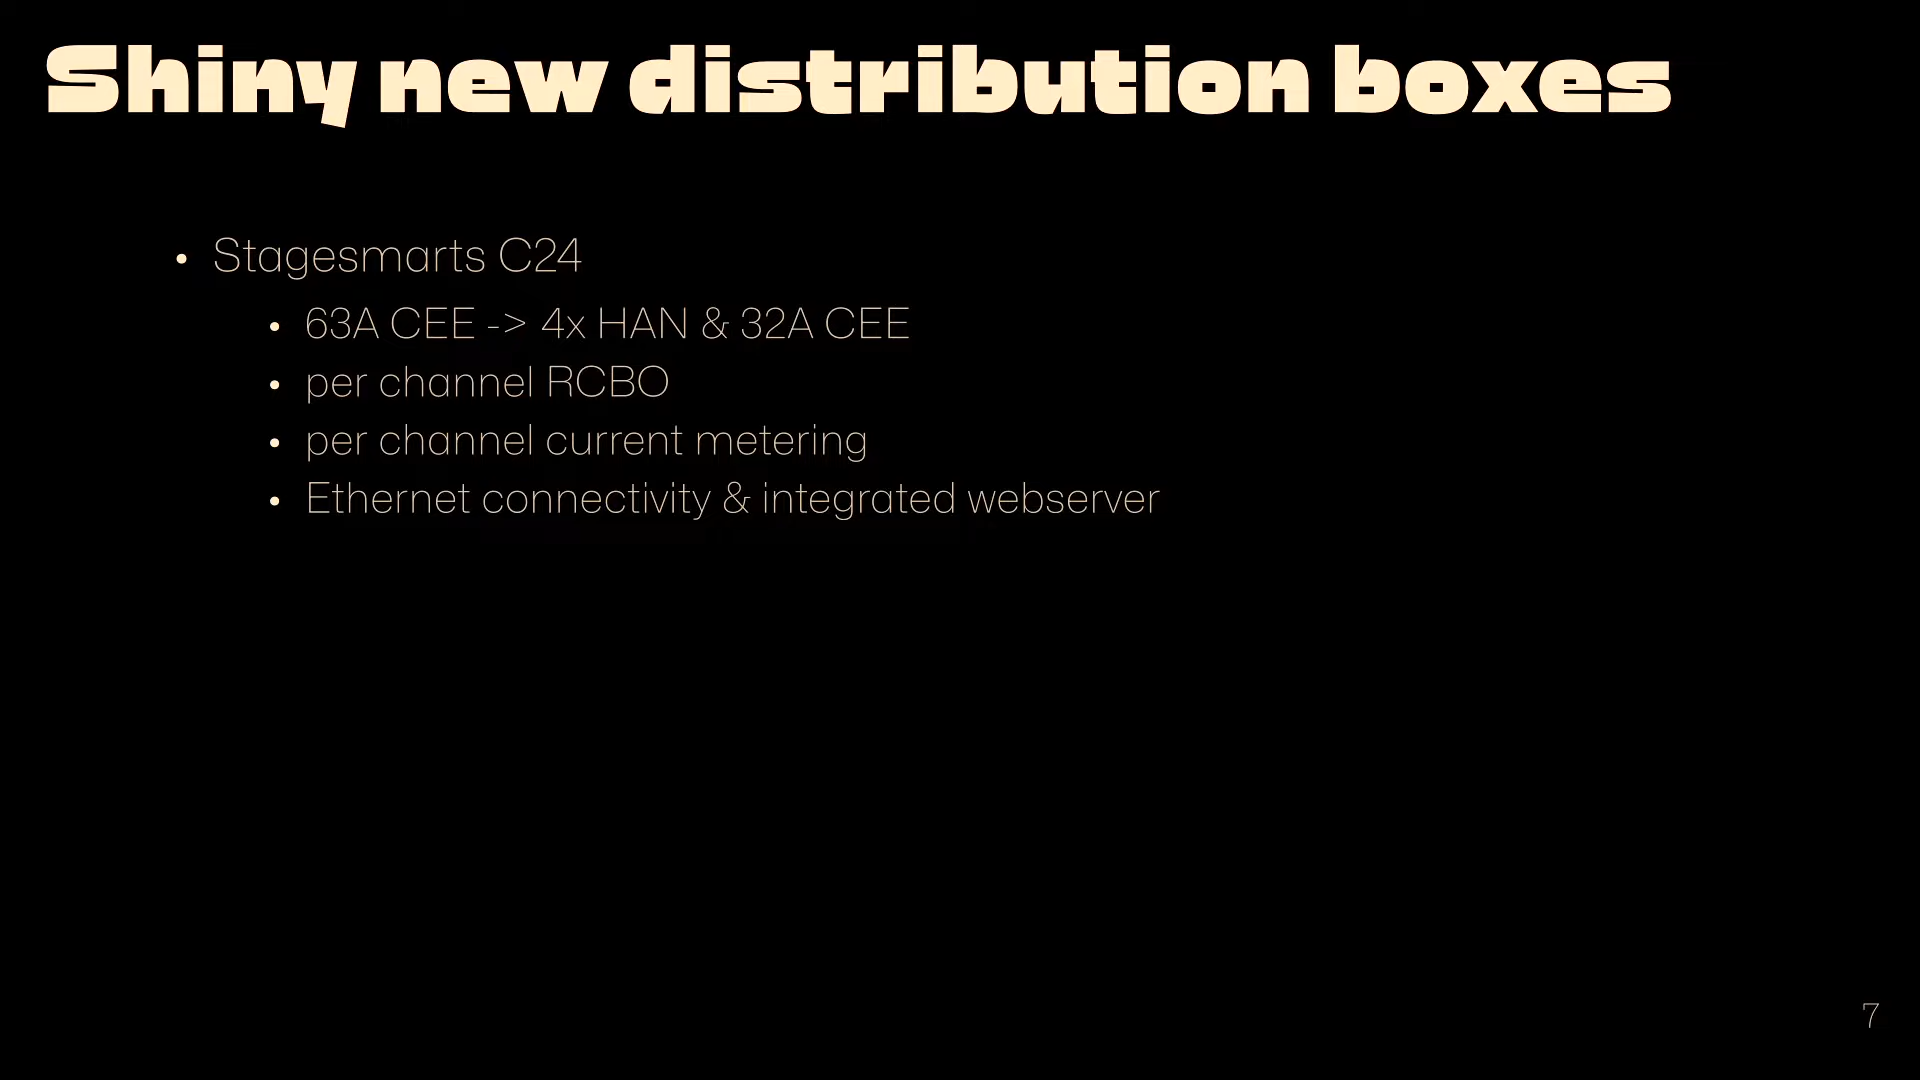 Shiny new distribution boxes
• Stagesmarts C24
• 63A CEE -> 4x HAN & 32A CEE
• per channel RCBO
• per channel current metering
• Ethernet connectivity & integrated webserver
7